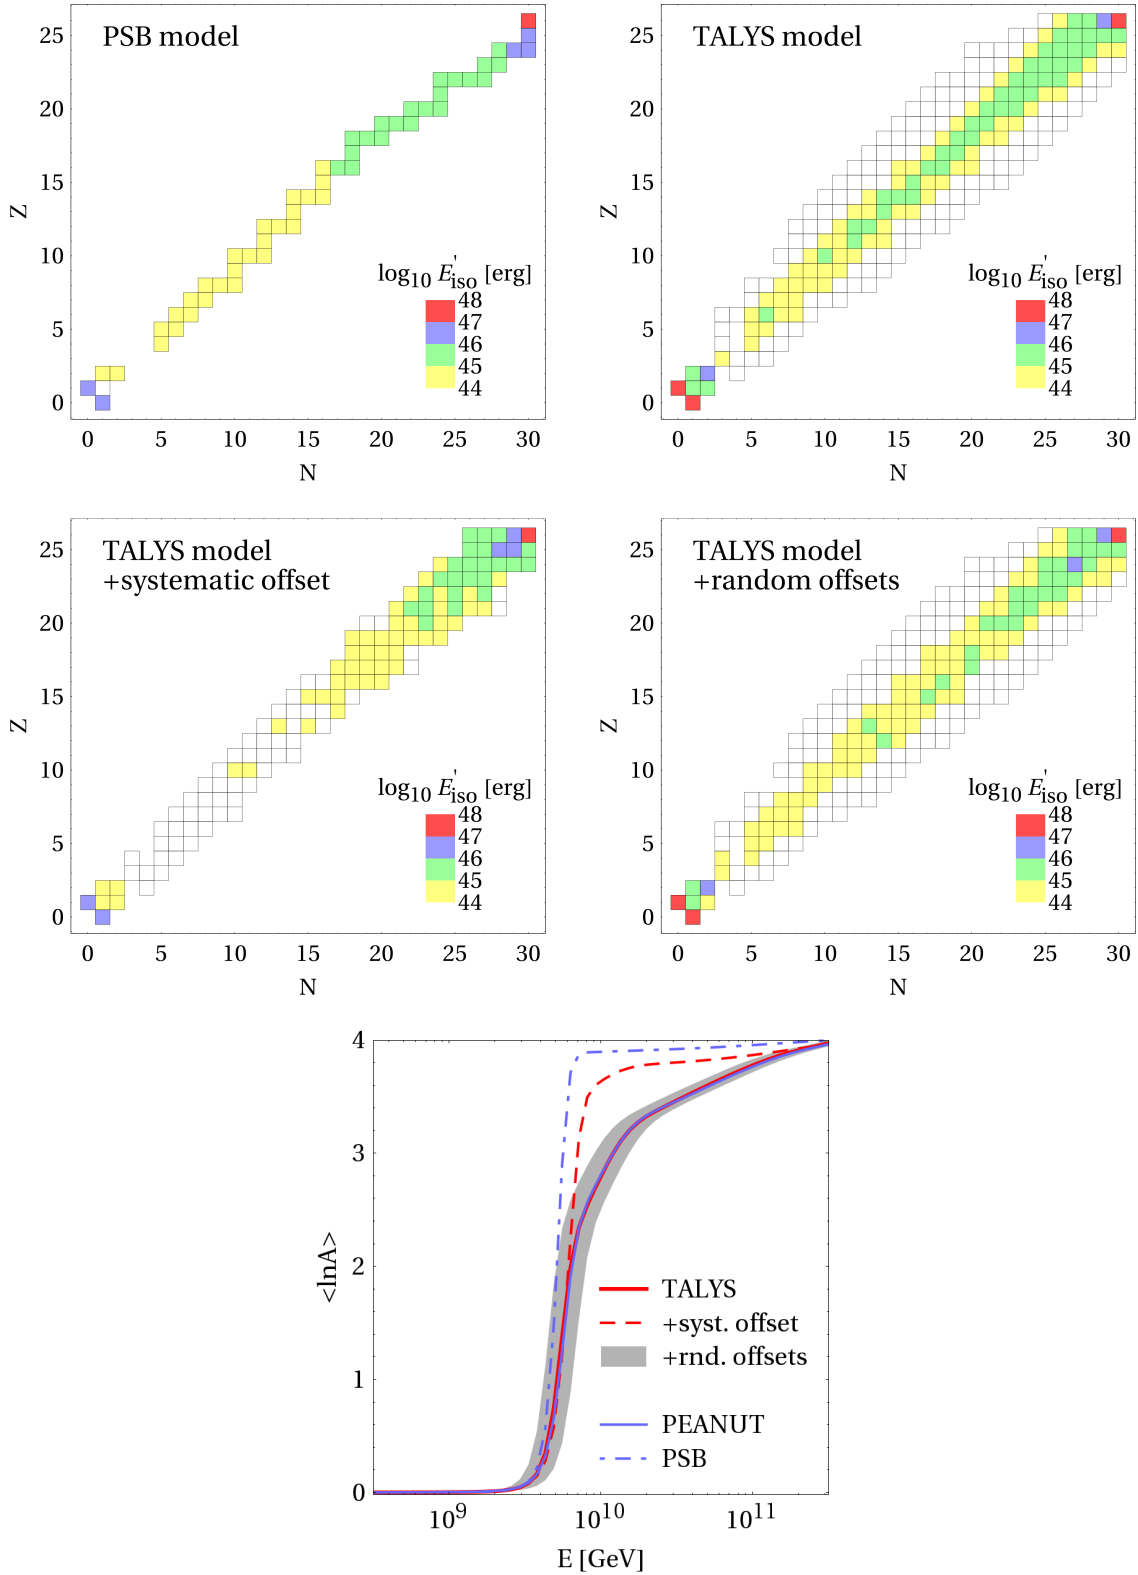 PSB model
25
20
15
10
5
0
Z
log10 E'iso [erg]
48
47
46
45
44
0 5 10 15 20 25 30
N
TALYS model
25
20
15
10
5
0
Z
log10 E'iso [erg]
48
47
46
45
44
0 5 10 15 20 25 30
N
TALYS model
+systematic offset
25
20
15
10
5
0
Z
log10 E'iso [erg]
48
47
46
45
44
0 5 10 15 20 25 30
N
TALYS model
+random offsets
25
20
15
10
5
0
Z
log10 E'iso [erg]
48
47
46
45
44
0 5 10 15 20 25 30
N
4
3
2
1
0
<lnA>
TALYS
+syst. offset
+rnd. offsets
PEANUT
PSB
10^9 10^10 10^11
E [GeV]